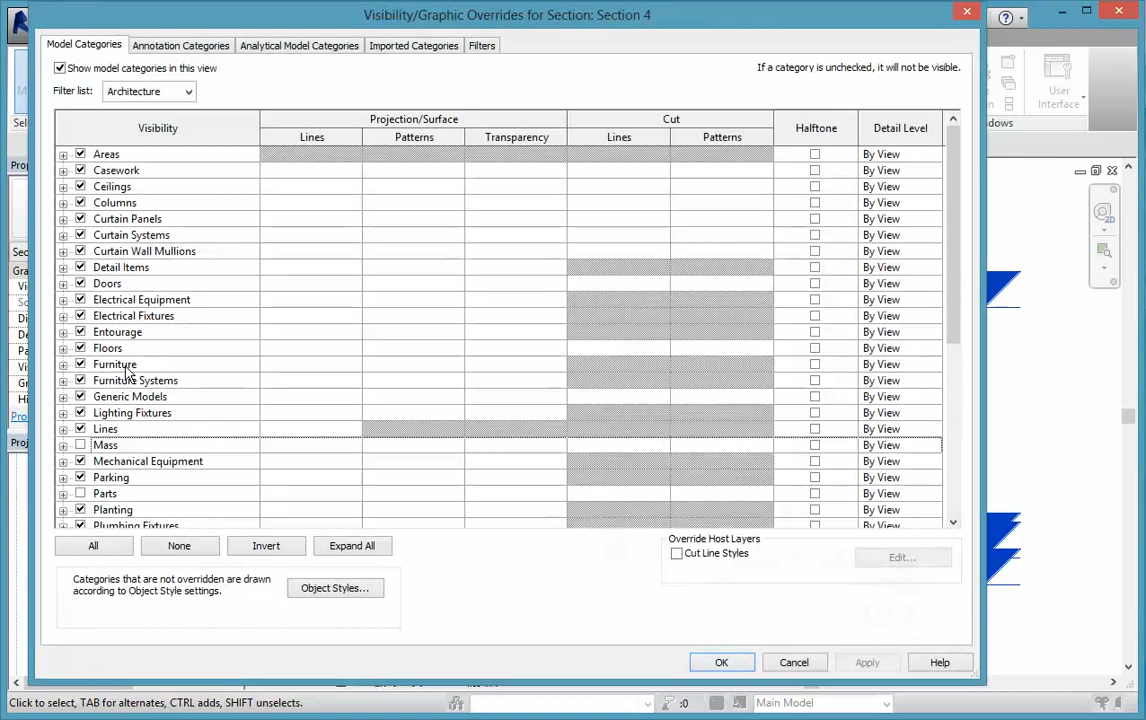 Visibility/Graphic Overrides for Section: Section 4
Model Categories Annotation Categories Analytical Model Categories Imported Categories Filters
Show model categories in this view
If a category is unchecked, it will not be visible.
Filter list: Architecture
Visibility Projection/Surface Cut Halftone Detail Level
Lines Patterns Transparency Lines Patterns
Areas By View
Casework By View
Ceilings By View
Columns By View
Curtain Panels By View
Curtain Systems By View
Curtain Wall Mullions By View
Detail Items By View
Doors By View
Electrical Equipment By View
Electrical Fixtures By View
Entourage By View
Floors By View
Furniture By View
Furniture Systems By View
Generic Models By View
Lighting Fixtures By View
Lines By View
Mass By View
Mechanical Equipment By View
Parking By View
Parts By View
Planting By View
Plumbing Fixtures By View
All None Invert Expand All
Override Host Layers
Cut Line Styles Edit...
Categories that are not overridden are drawn
according to Object Style settings.
Object Styles...
OK Cancel Apply Help
User
Interface
Click to select, TAB for alternates, CTRL adds, SHIFT unselects.
:0
Main Model